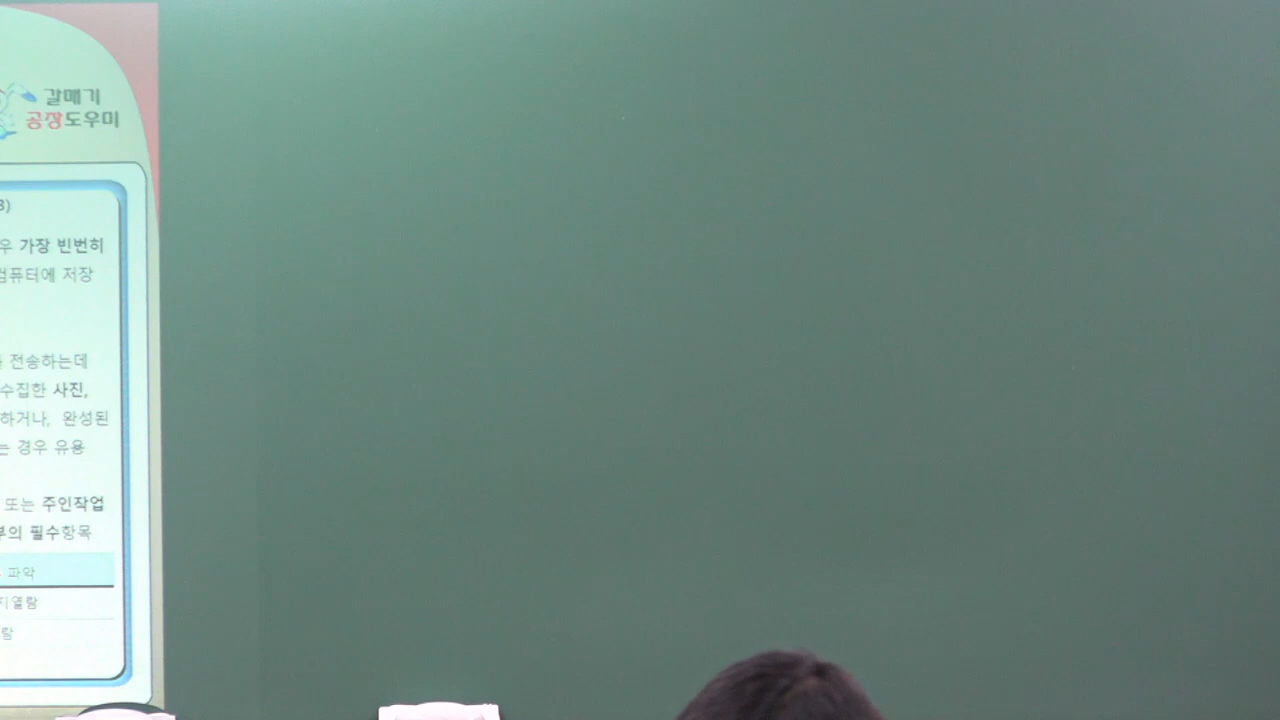 갈매기
공장도우미
3)
우 가장 빈번히
컴퓨터에 저장
전송하는데
수집한 사진,
하거나, 완성된
는 경우 유용
또는 주인작업
부의 필수항목
파악
지열람
람